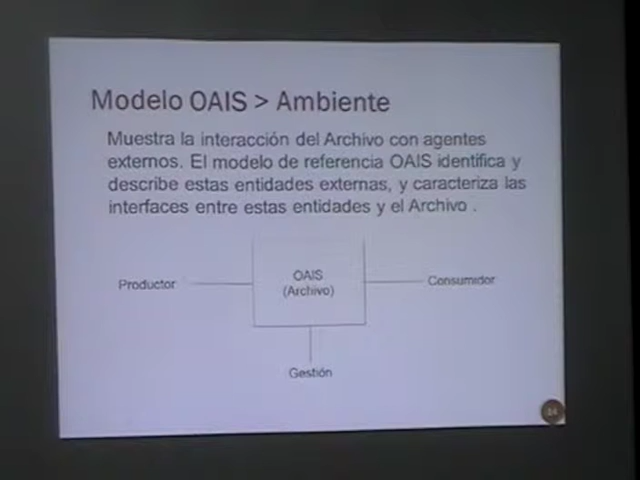 Modelo OAIS > Ambiente
Muestra la interacción del Archivo con agentes
externos. El modelo de referencia OAIS identifica y
describe estas entidades externas, y caracteriza las
interfaces entre estas entidades y el Archivo .
OAIS
(Archivo)
Productor
Consumidor
Gestión